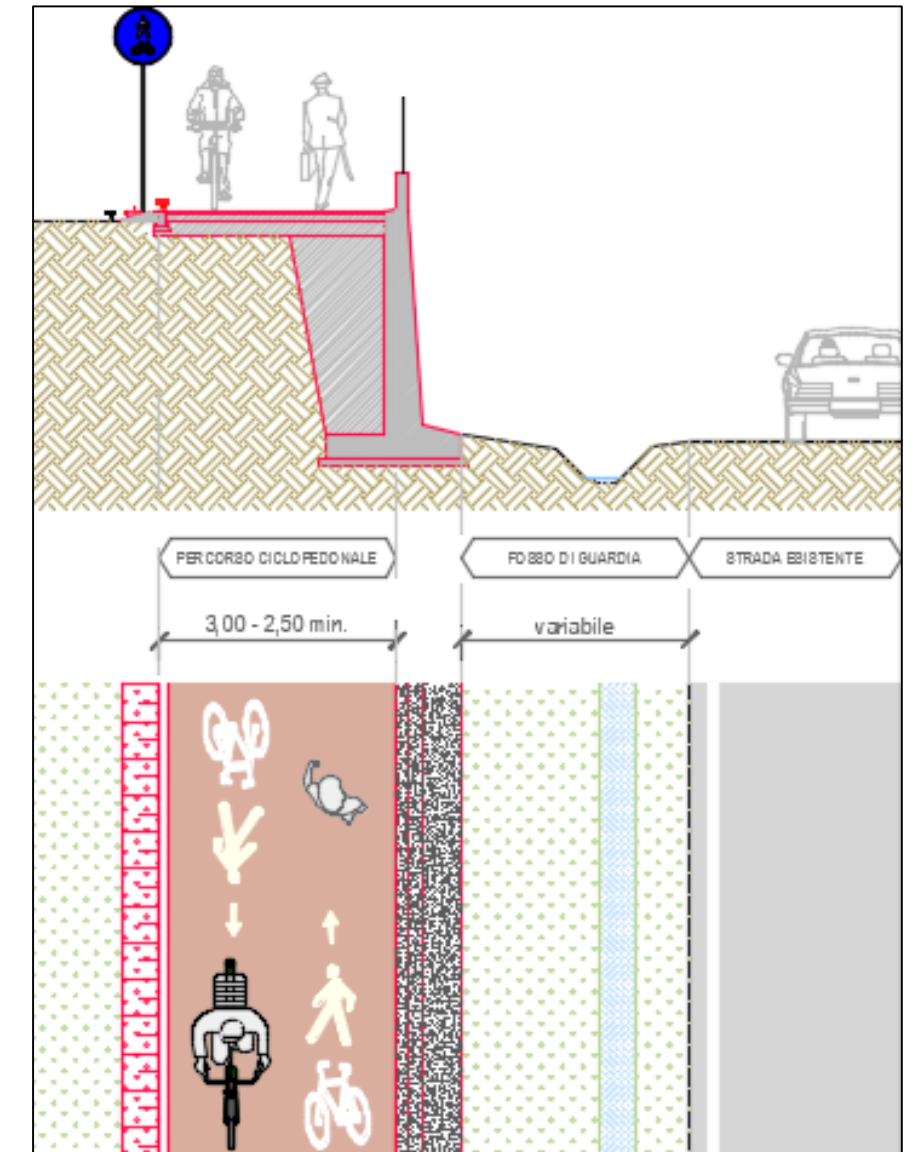 PERCORSO CICLOPEDONALE
FOSSO DI GUARDIA
STRADA ESISTENTE
3,00 - 2,50 min.
variabile